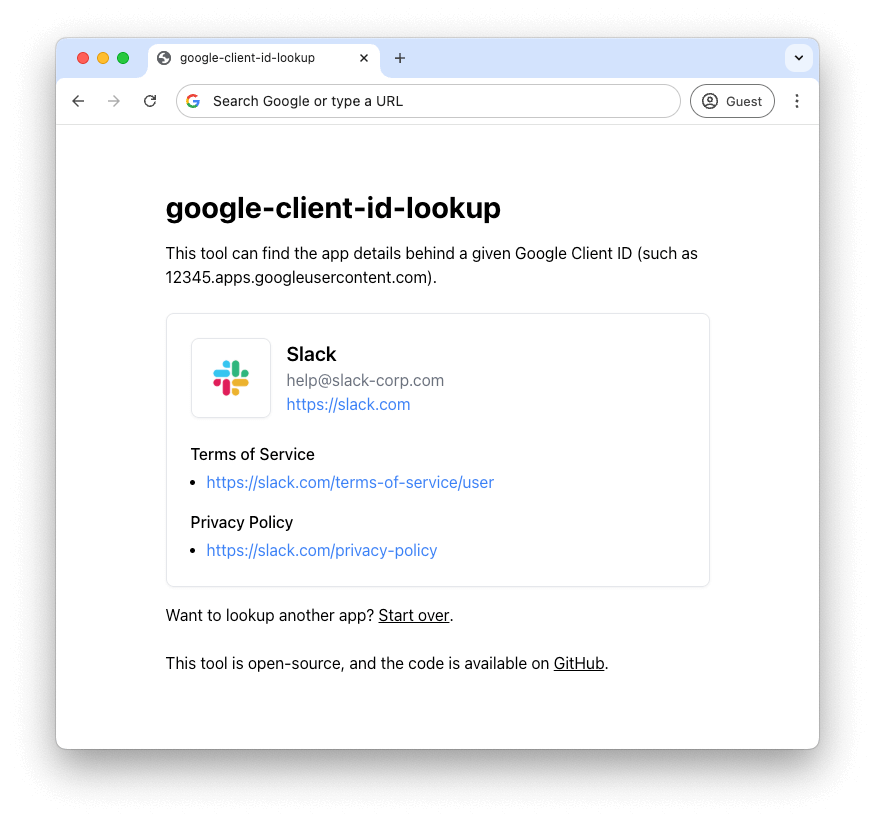 google-client-id-lookup
Search Google or type a URL
Guest
google-client-id-lookup
This tool can find the app details behind a given Google Client ID (such as
12345.apps.googleusercontent.com).
Slack
help@slack-corp.com
https://slack.com
Terms of Service
https://slack.com/terms-of-service/user
Privacy Policy
https://slack.com/privacy-policy
Want to lookup another app? Start over.
This tool is open-source, and the code is available on GitHub.